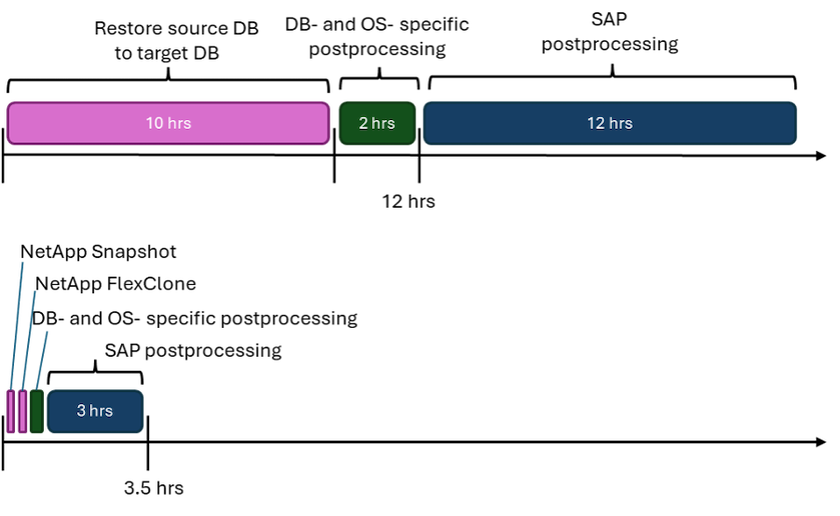 Restore source DB
to target DB
DB- and OS- specific
postprocessing
SAP
postprocessing
10 hrs
2 hrs
12 hrs
12 hrs
NetApp Snapshot
NetApp FlexClone
DB- and OS- specific postprocessing
SAP postprocessing
3 hrs
3.5 hrs